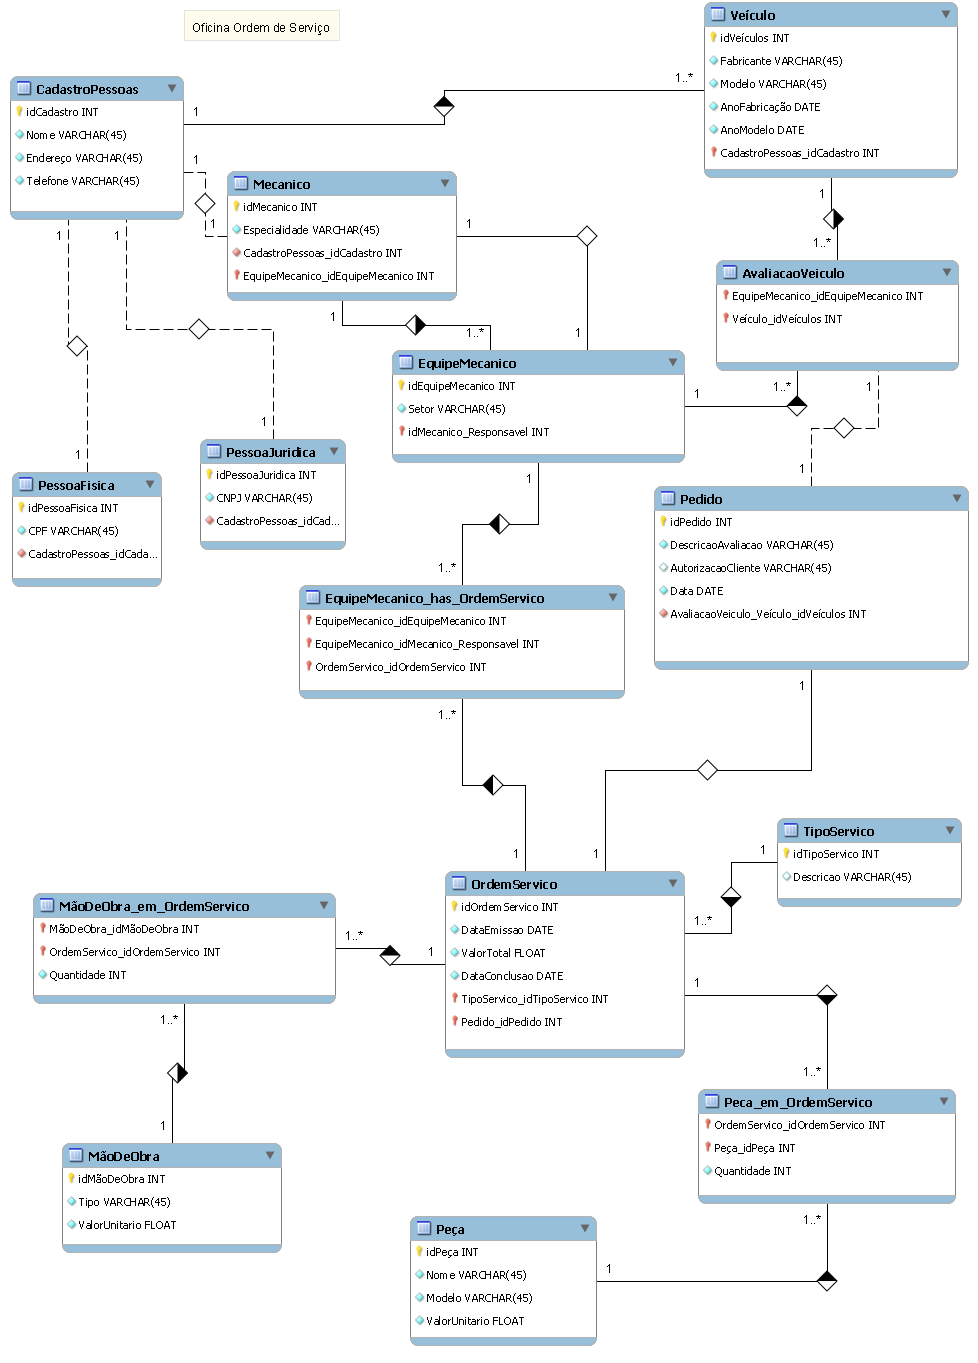 Oficina Ordem de Serviço
Veículo
idVeículos INT
Fabricante VARCHAR(45)
Modelo VARCHAR(45)
AnoFabricação DATE
AnoModelo DATE
CadastroPessoas_idCadastro INT
CadastroPessoas
idCadastro INT
Nome VARCHAR(45)
Endereço VARCHAR(45)
Telefone VARCHAR(45)
1
1..*
1
1
Mecanico
idMecanico INT
Especialidade VARCHAR(45)
CadastroPessoas_idCadastro INT
EquipeMecanico_idEquipeMecanico INT
1
1
1..*
AvaliacaoVeiculo
EquipeMecanico_idEquipeMecanico INT
Veículo_idVeículos INT
1
1
1
1..*
1
EquipeMecanico
idEquipeMecanico INT
Setor VARCHAR(45)
idMecanico_Responsavel INT
1
1..*
1
1
1
PessoaJuridica
idPessoaJuridica INT
CNPJ VARCHAR(45)
CadastroPessoas_idCad...
1
PessoaFisica
idPessoaFisica INT
CPF VARCHAR(45)
CadastroPessoas_idCada...
1
1..*
1
Pedido
idPedido INT
DescricaoAvaliacao VARCHAR(45)
AutorizacaoCliente VARCHAR(45)
Data DATE
AvaliacaoVeiculo_Veículo_idVeículos INT
EquipeMecanico_has_OrdemServico
EquipeMecanico_idEquipeMecanico INT
EquipeMecanico_idMecanico_Responsavel INT
OrdemServico_idOrdemServico INT
1..*
1
1
1
TipoServico
idTipoServico INT
Descricao VARCHAR(45)
1
1..*
OrdemServico
idOrdemServico INT
DataEmissao DATE
ValorTotal FLOAT
DataConclusao DATE
TipoServico_idTipoServico INT
Pedido_idPedido INT
MãoDeObra_em_OrdemServico
MãoDeObra_idMãoDeObra INT
OrdemServico_idOrdemServico INT
Quantidade INT
1..*
1
1
1..*
1..*
1
Peca_em_OrdemServico
OrdemServico_idOrdemServico INT
Peça_idPeça INT
Quantidade INT
MãoDeObra
idMãoDeObra INT
Tipo VARCHAR(45)
ValorUnitario FLOAT
1..*
1
Peça
idPeça INT
Nome VARCHAR(45)
Modelo VARCHAR(45)
ValorUnitario FLOAT